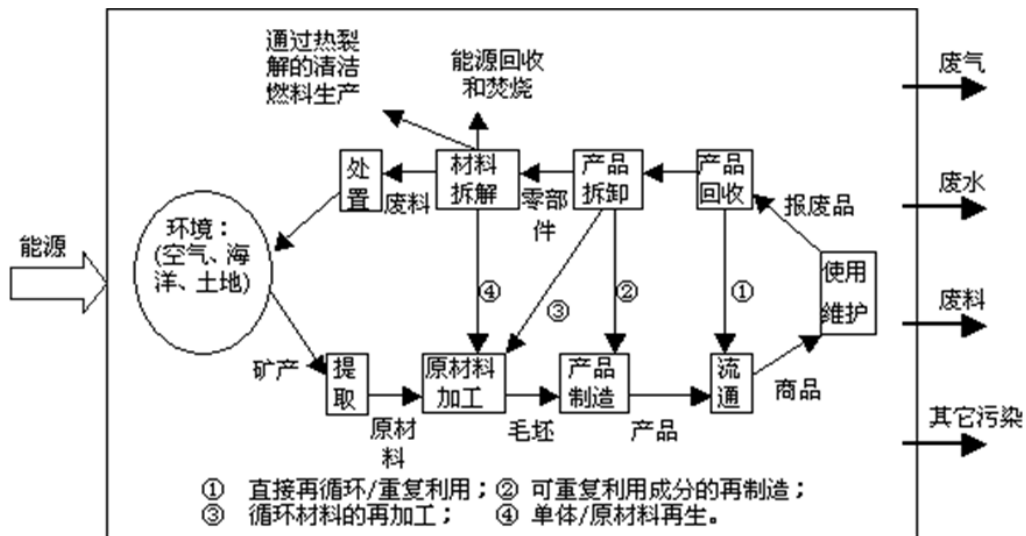 通过热裂
解的清洁
燃料生产
能源回收
和焚烧
废气
处
置
材料
拆解
产品
拆卸
产品
回收
废料
零部
件
报废品
废水
能源
环境：
(空气、海
洋、土地)
使用
维护
④
③
②
①
废料
矿产
提
取
原材料
加工
产品
制造
流
通
商品
原材
料
毛坯
产品
其它污染
① 直接再循环/重复利用；② 可重复利用成分的再制造；
③ 循环材料的再加工； ④ 单体/原材料再生。